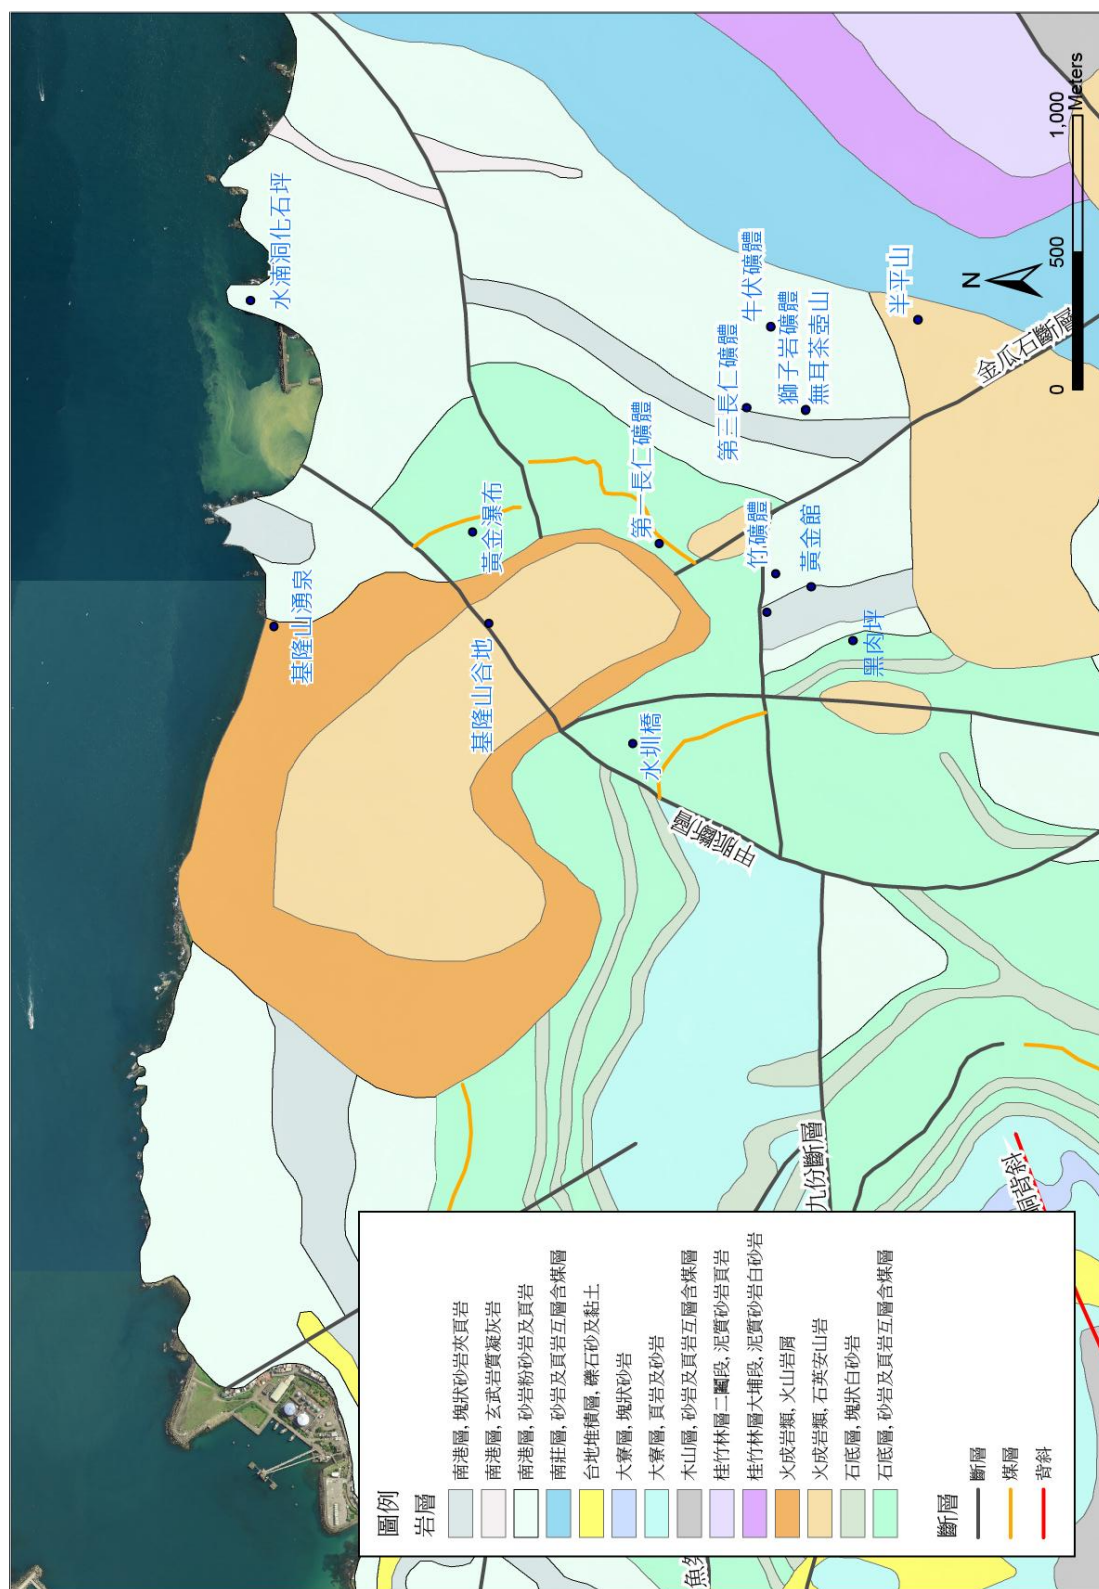 水湳洞化石坪
基隆山湧泉
黃金瀑布
基隆山谷地
第一長仁礦體
第三長仁礦體
牛伏礦體
獅子岩礦體
無耳茶壺山
竹礦體
黃金館
黑肉坪
水圳橋
半平山
甲脈斷層
金瓜石斷層
九份斷層
洞背斜
N
0
500
1,000
Meters
圖例
岩層
南港層, 塊狀砂岩夾頁岩
南港層, 玄武岩質凝灰岩
南港層, 砂岩粉砂岩及頁岩
南莊層, 砂岩及頁岩互層含煤層
台地堆積層, 礫石砂及黏土
大寮層, 塊狀砂岩
大寮層, 頁岩及砂岩
木山層, 砂岩及頁岩互層含煤層
桂竹林層二鬮段, 泥質砂岩頁岩
桂竹林層大埔段, 泥質砂岩白砂岩
火成岩類, 火山岩屑
火成岩類, 石英安山岩
石底層, 塊狀白砂岩
石底層, 砂岩及頁岩互層含煤層
斷層
斷層
煤層
背斜